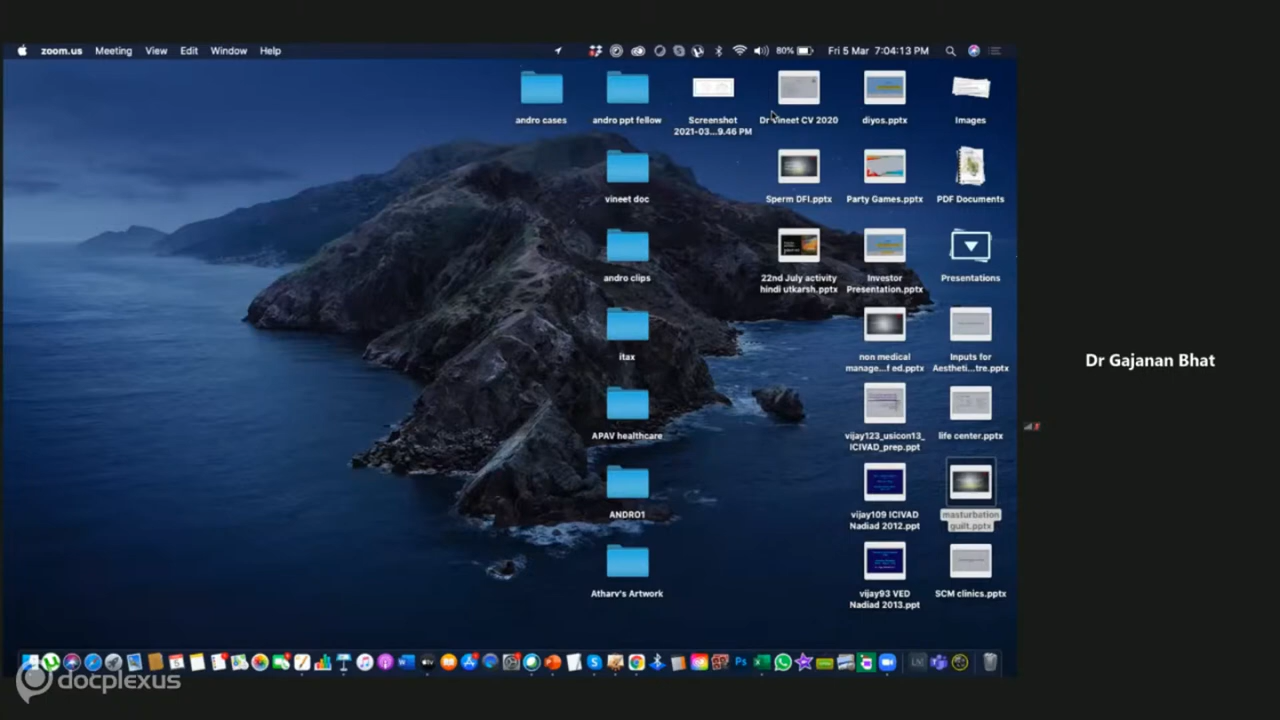 zoom.us Meeting View Edit Window Help 80% Fri 5 Mar 7:04:13 PM
andro cases
andro ppt fellow
Screenshot
2021-03...9.46 PM
Dr Vineet CV 2020
diyos.pptx
Images
vineet doc
Sperm DFI.pptx
Party Games.pptx
PDF Documents
andro clips
22nd July activity
hindi utkarsh.pptx
Investor
Presentation.pptx
Presentations
itax
non medical
manage...f ed.pptx
Inputs for
Aestheti...tre.pptx
Dr Gajanan Bhat
APAV healthcare
vijay123_usicon13_
ICIVAD_prep.ppt
life center.pptx
ANDRO1
vijay109 ICIVAD
Nadiad 2012.ppt
masturbation
guilt.pptx
Atharv's Artwork
vijay93 VED
Nadiad 2013.ppt
SCM clinics.pptx
docplexus